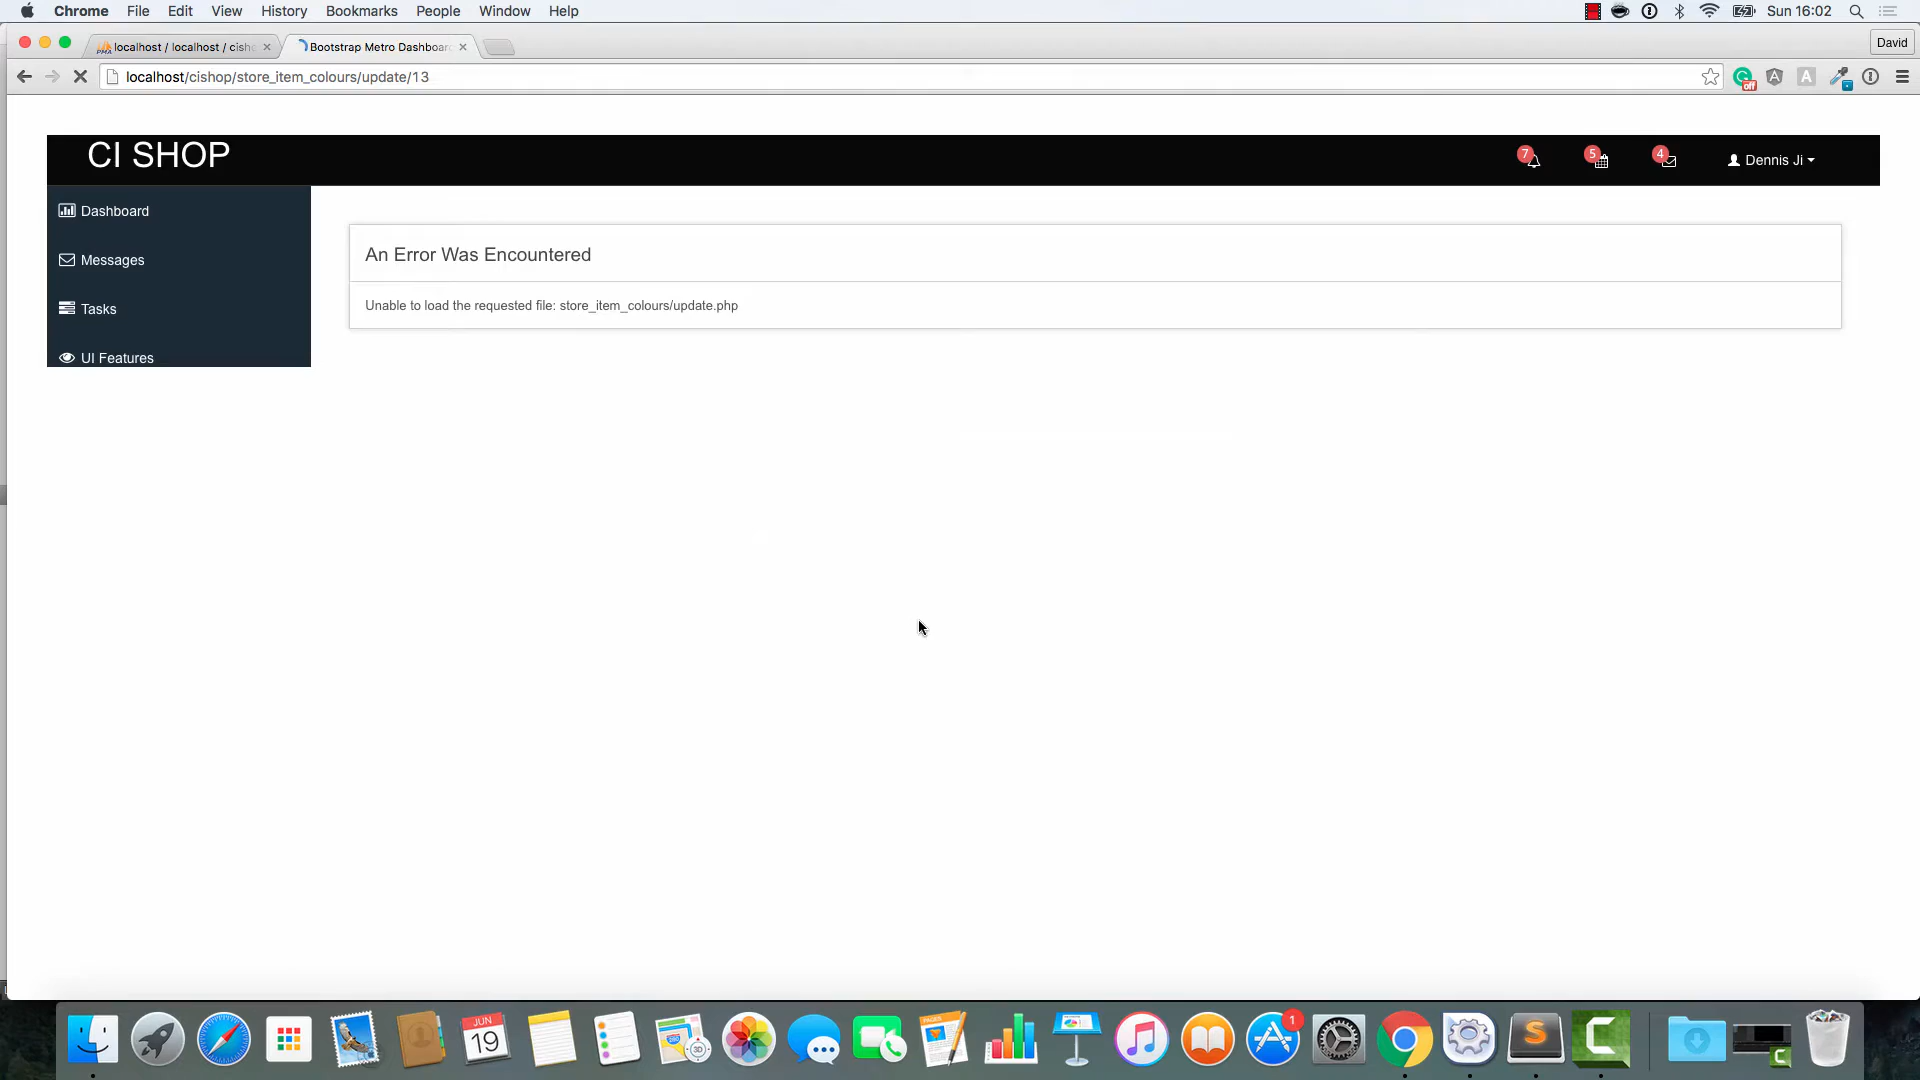 Chrome File Edit View History Bookmarks People Window Help Sun 16:02
localhost / localhost / cish Bootstrap Metro Dashboar David
localhost/cishop/store_item_colours/update/13
off
CI SHOP 7 5 4 Dennis Ji
Dashboard
An Error Was Encountered
Messages
Unable to load the requested file: store_item_colours/update.php
Tasks
UI Features
JUN
19
3D
1